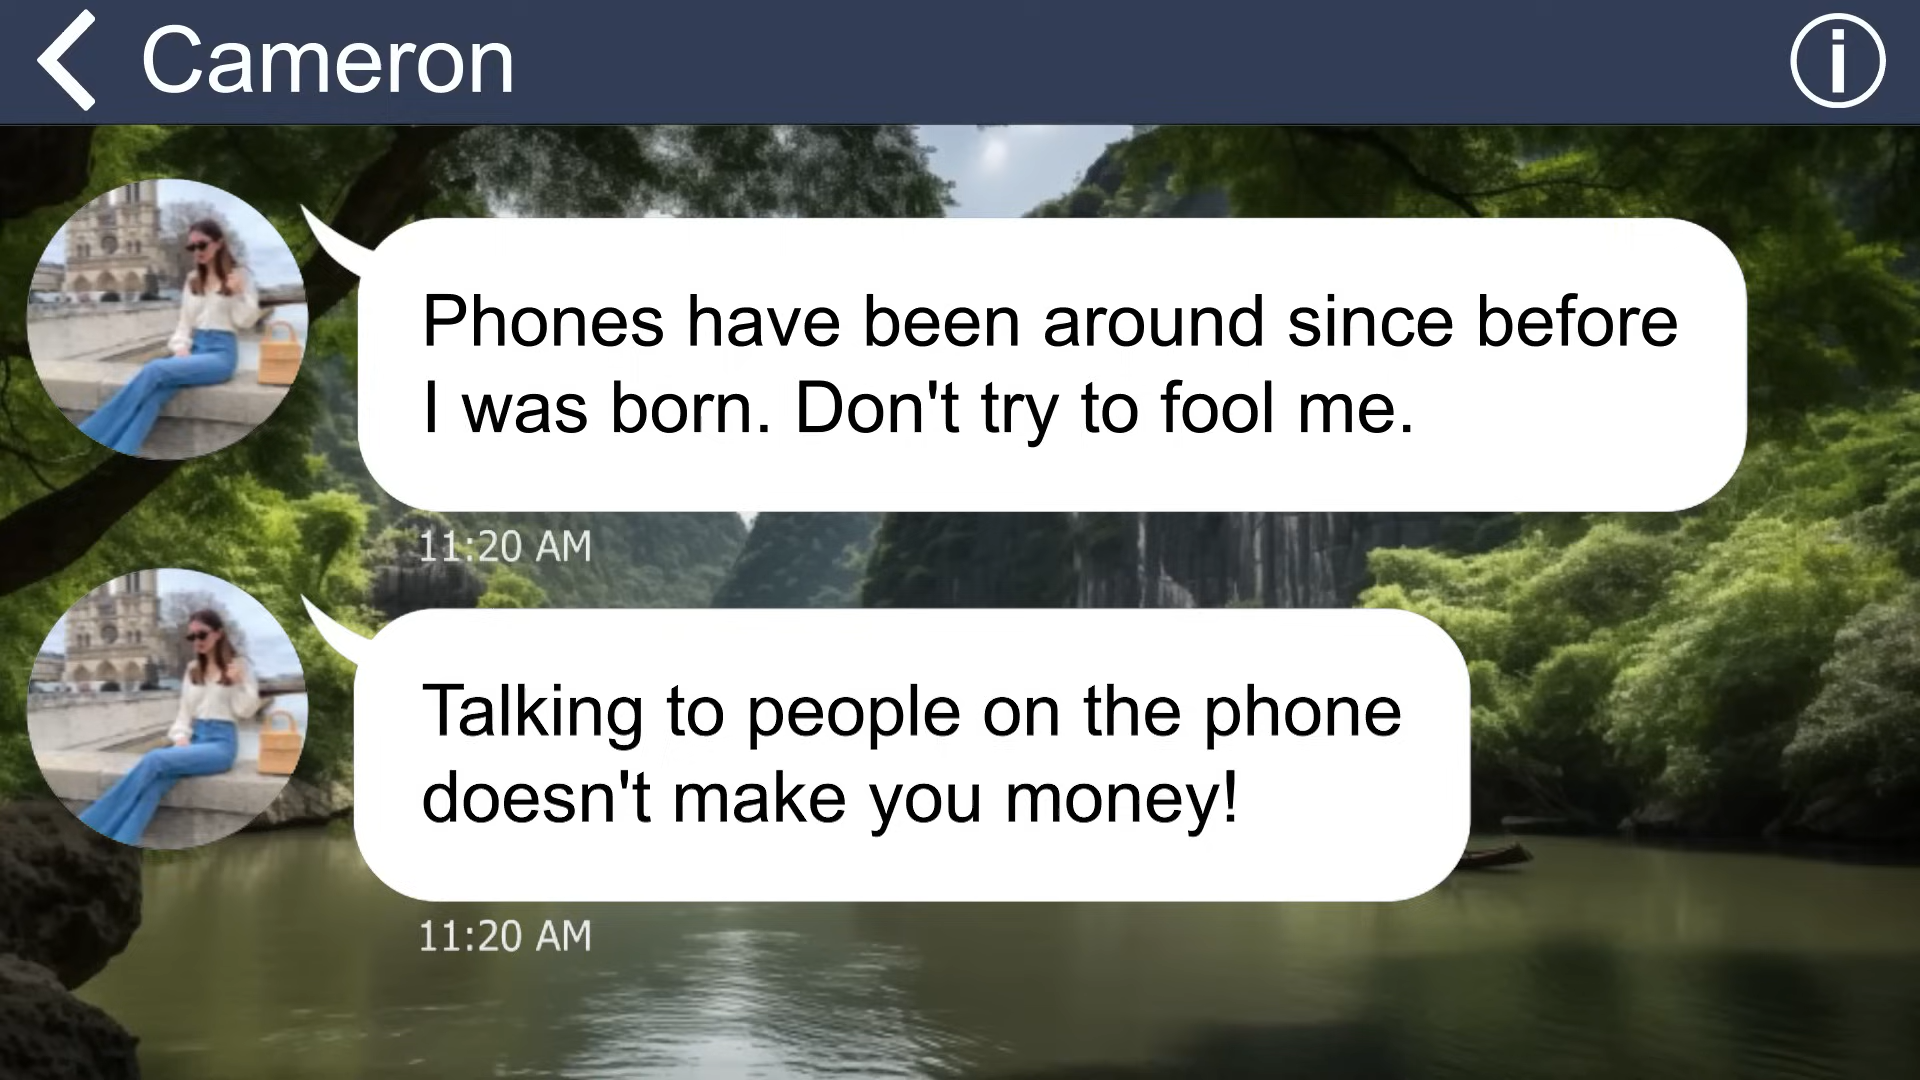 Cameron
Phones have been around since before
I was born. Don't try to fool me.
11:20 AM
Talking to people on the phone
doesn't make you money!
11:20 AM